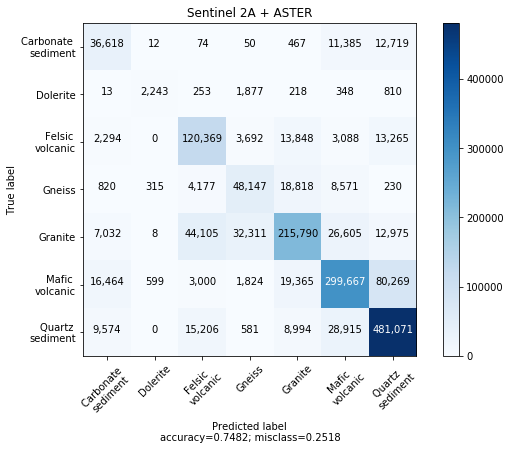 Sentinel 2A + ASTER
Carbonate
sediment
36,618 12 74 50 467 11,385 12,719
Dolerite
13 2,243 253 1,877 218 348 810
Felsic
volcanic
2,294 0 120,369 3,692 13,848 3,088 13,265
Gneiss
820 315 4,177 48,147 18,818 8,571 230
Granite
7,032 8 44,105 32,311 215,790 26,605 12,975
Mafic
volcanic
16,464 599 3,000 1,824 19,365 299,667 80,269
Quartz
sediment
9,574 0 15,206 581 8,994 28,915 481,071
True label
Carbonate
sediment
Dolerite
Felsic
volcanic
Gneiss
Granite
Mafic
volcanic
Quartz
sediment
Predicted label
accuracy=0.7482; misclass=0.2518
400000
300000
200000
100000
0